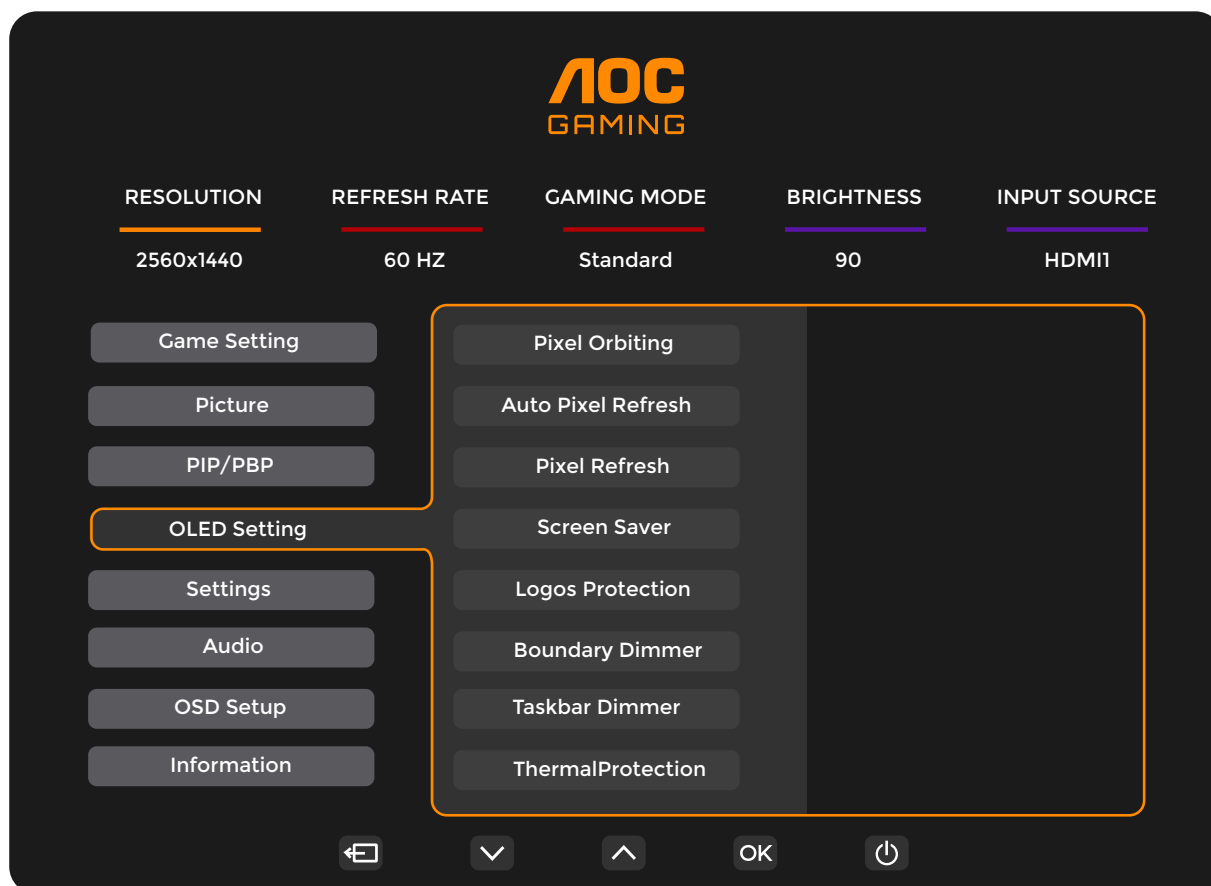 AOC
GAMING
RESOLUTION REFRESH RATE GAMING MODE BRIGHTNESS INPUT SOURCE
2560x1440 60 HZ Standard 90 HDMI1
Game Setting
Picture
PIP/PBP
OLED Setting
Settings
Audio
OSD Setup
Information
Pixel Orbiting
Auto Pixel Refresh
Pixel Refresh
Screen Saver
Logos Protection
Boundary Dimmer
Taskbar Dimmer
ThermalProtection
OK